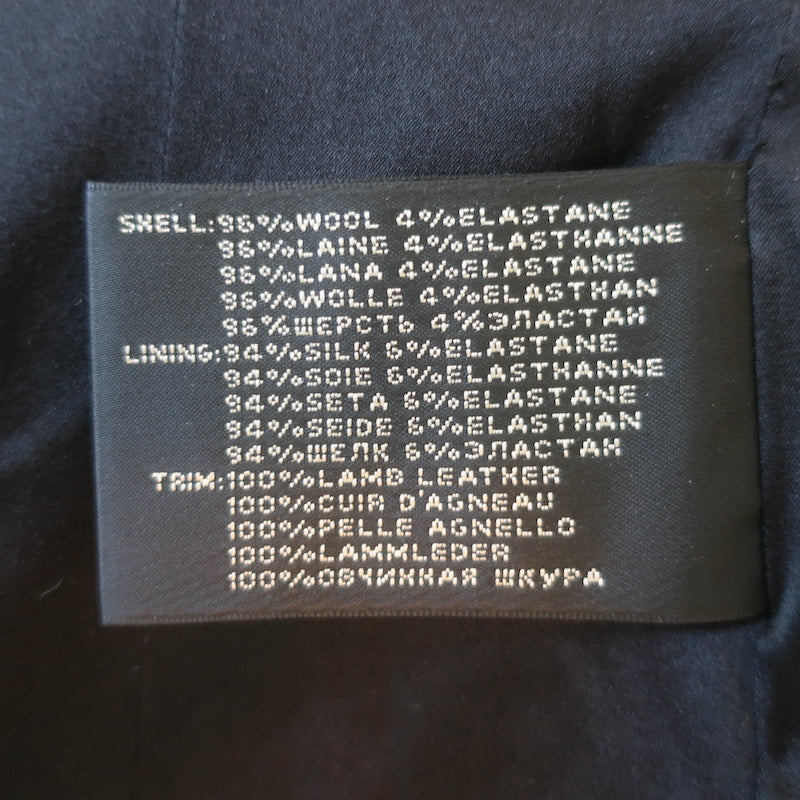 SHELL:96%WOOL 4%ELASTANE
96%LAINE 4%ELASTHANNE
96%LANA 4%ELASTANE
96%WOLLE 4%ELASTHAN
96%ШЕРСТЬ 4%ЭЛАСТАН
LINING:94%SILK 6%ELASTANE
94%SOIE 6%ELASTHANNE
94%SETA 6%ELASTANE
94%SEIDE 6%ELASTHAN
94%ШЕЛК 6%ЭЛАСТАН
TRIM:100%LAMB LEATHER
100%CUIR D'AGNEAU
100%PELLE AGNELLO
100%LAMMLEDER
100%ОВЧИННАЯ ШКУРА